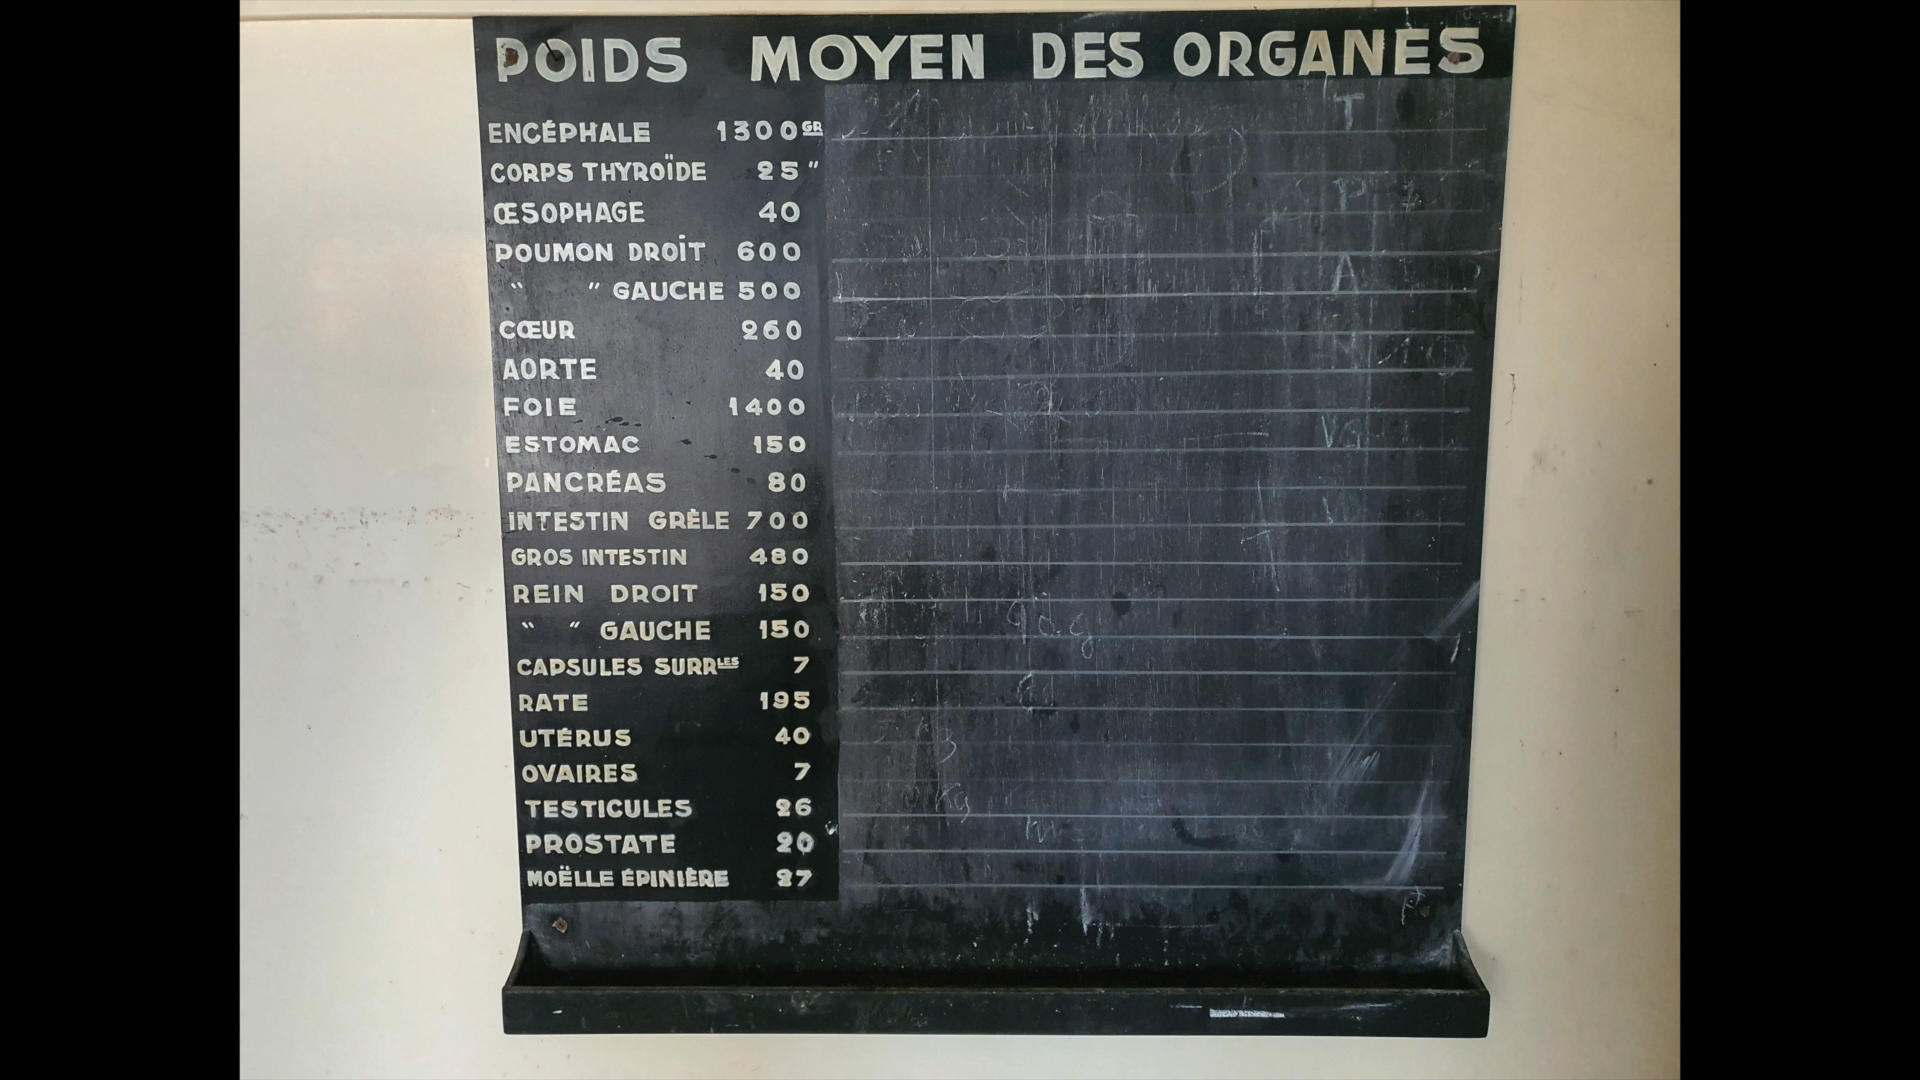 POIDS MOYEN DES ORGANES
ENCÉPHALE 1300GR
CORPS THYROÏDE 25 "
ŒSOPHAGE 40
POUMON DROIT 600
" " GAUCHE 500
CŒUR 260
AORTE 40
FOIE 1400
ESTOMAC 150
PANCRÉAS 80
INTESTIN GRÈLE 700
GROS INTESTIN 480
REIN DROIT 150
" " GAUCHE 150
CAPSULES SURRLES 7
RATE 195
UTÉRUS 40
OVAIRES 7
TESTICULES 26
PROSTATE 20
MOËLLE ÉPINIÈRE 27